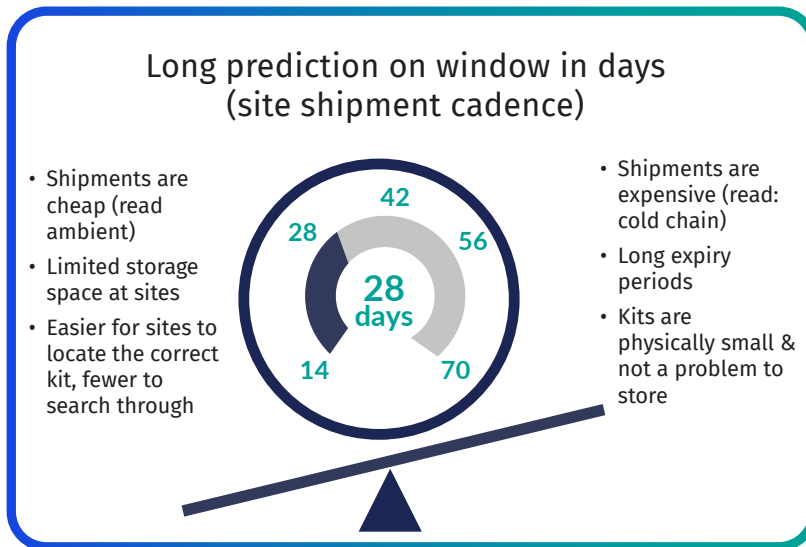 Long prediction on window in days
(site shipment cadence)
• Shipments are
cheap (read
ambient)
• Limited storage
space at sites
• Easier for sites to
locate the correct
kit, fewer to
search through
14
28
42
56
70
28
days
• Shipments are
expensive (read:
cold chain)
• Long expiry
periods
• Kits are
physically small &
not a problem to
store